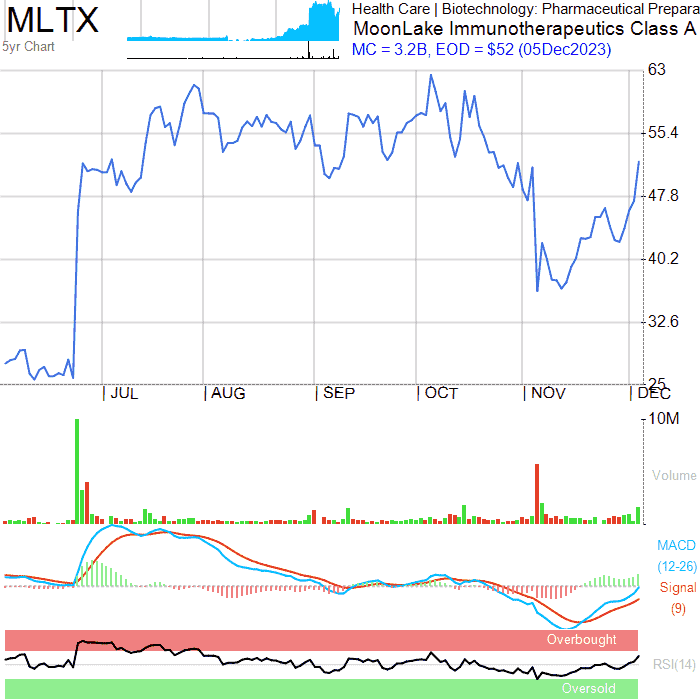 MLTX
5yr Chart
Health Care | Biotechnology: Pharmaceutical Prepara
MoonLake Immunotherapeutics Class A
MC = 3.2B, EOD = $52 (05Dec2023)
63
55.4
47.8
40.2
32.6
25
JUL
AUG
SEP
OCT
NOV
DEC
10M
Volume
MACD
(12-26)
Signal
(9)
Overbought
RSI(14)
Oversold